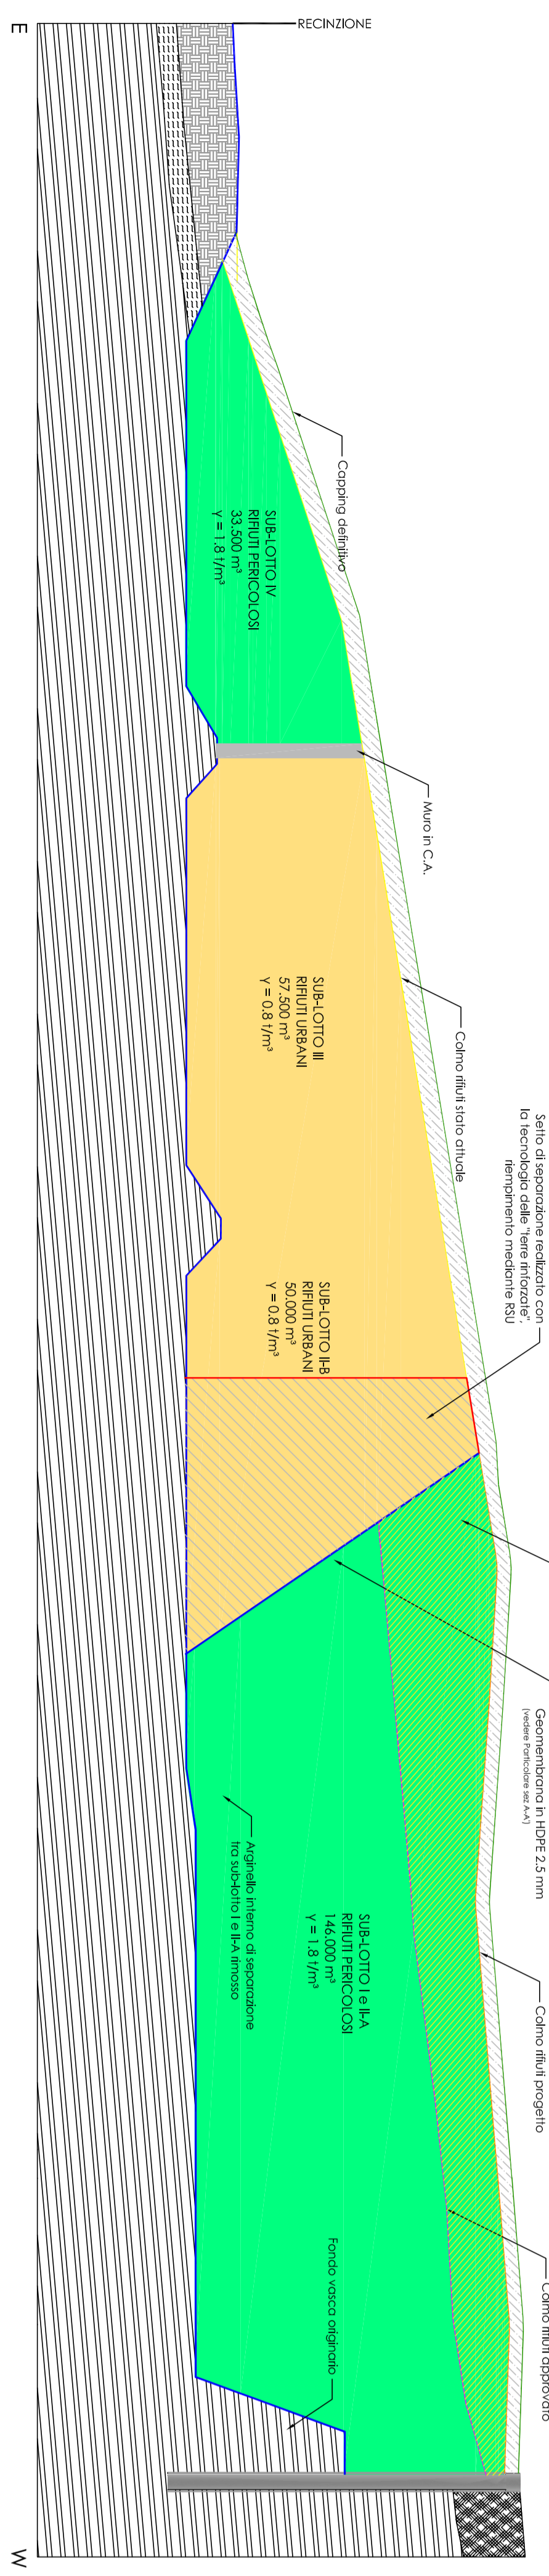 RECINZIONE
E
Capping definitivo
SUB-LOTTO IV
RIFIUTI PERICOLOSI
33.500 m³
γ = 1.8 t/m³
Muro in C.A.
SUB-LOTTO III
RIFIUTI URBANI
57.500 m³
γ = 0.8 t/m³
Colmo rifiuti stato attuale
Setto di separazione realizzato con
la tecnologia delle "terre rinforzate",
riempimento mediante RSU
SUB-LOTTO II-B
RIFIUTI URBANI
50.000 m³
γ = 0.8 t/m³
Geomembrana in HDPE 2.5 mm
(vedere Particolare sez A-A')
Arginello interno di separazione
tra sub-lotto I e II-A rimosso
SUB-LOTTO I e II-A
RIFIUTI PERICOLOSI
146.000 m³
γ = 1.8 t/m³
Colmo rifiuti progetto
Colmo rifiuti approvato
Fondo vasca originario
W